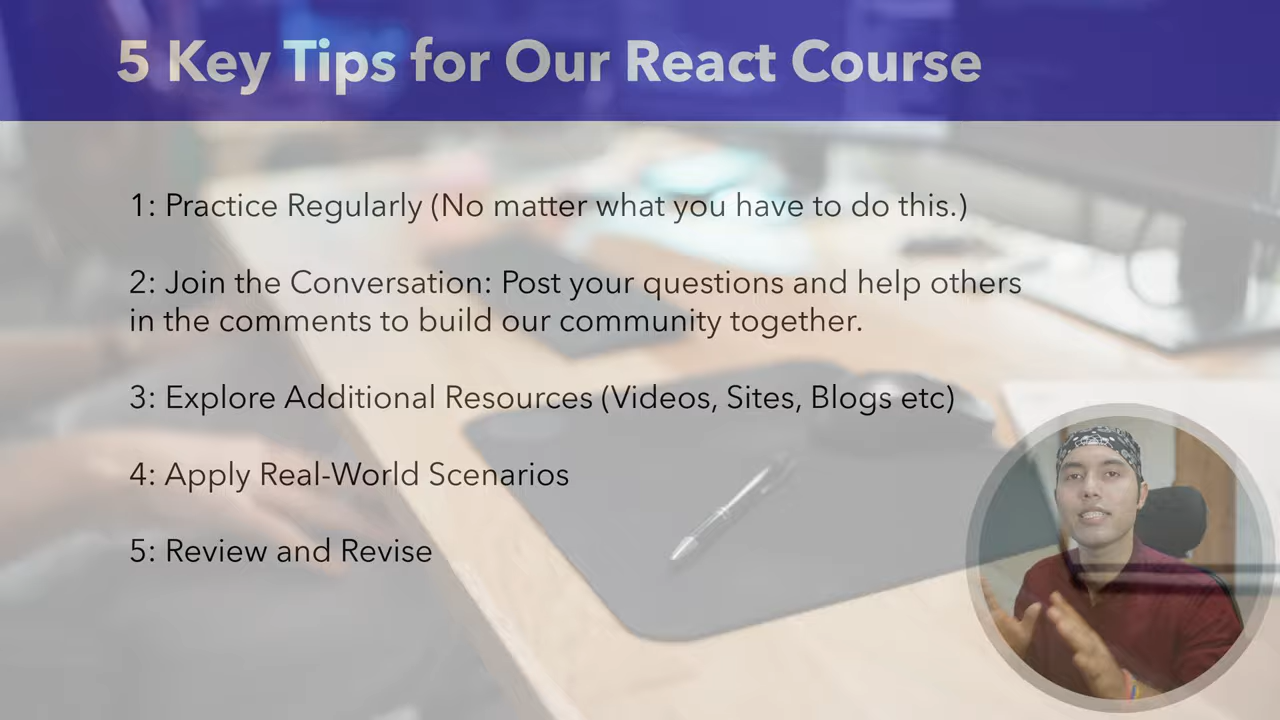 5 Key Tips for Our React Course
1: Practice Regularly (No matter what you have to do this.)
2: Join the Conversation: Post your questions and help others
in the comments to build our community together.
3: Explore Additional Resources (Videos, Sites, Blogs etc)
4: Apply Real-World Scenarios
5: Review and Revise